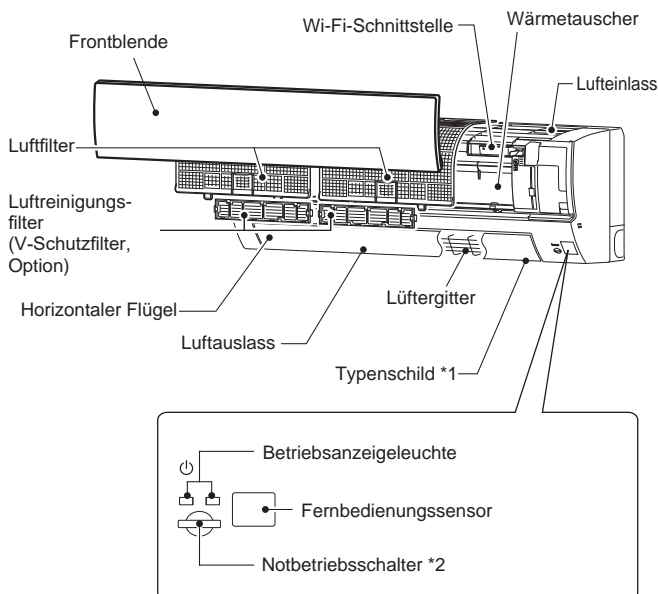 Wi-Fi-Schnittstelle
Wärmetauscher
Frontblende
Lufteinlass
Luftfilter
Luftreinigungs-
filter
(V-Schutzfilter,
Option)
Horizontaler Flügel
Lüftergitter
Luftauslass
Typenschild *1
Betriebsanzeigeleuchte
Fernbedienungssensor
Notbetriebsschalter *2